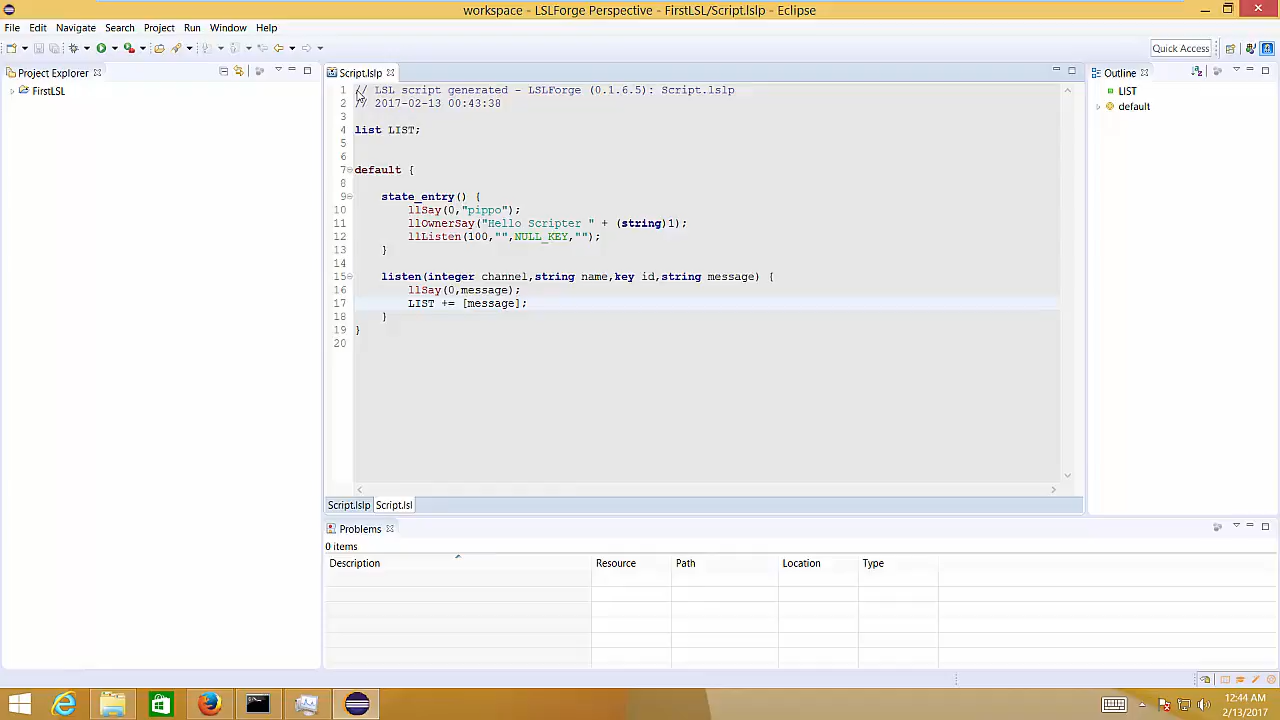 workspace - LSLForge Perspective - FirstLSL/Script.lslp - Eclipse
File Edit Navigate Search Project Run Window Help
Quick Access
Project Explorer
FirstLSL
Script.lslp
1 // LSL script generated - LSLForge (0.1.6.5): Script.lslp
2 // 2017-02-13 00:43:38
3
4 list LIST;
5
6
7 default {
8
9 state_entry() {
10 llSay(0,"pippo");
11 llOwnerSay("Hello Scripter " + (string)1);
12 llListen(100,"",NULL_KEY,"");
13 }
14
15 listen(integer channel,string name,key id,string message) {
16 llSay(0,message);
17 LIST += [message];
18 }
19 }
20
Script.lslp Script.lsl
Outline
LIST
default
Problems
0 items
Description Resource Path Location Type
12:44 AM
2/13/2017